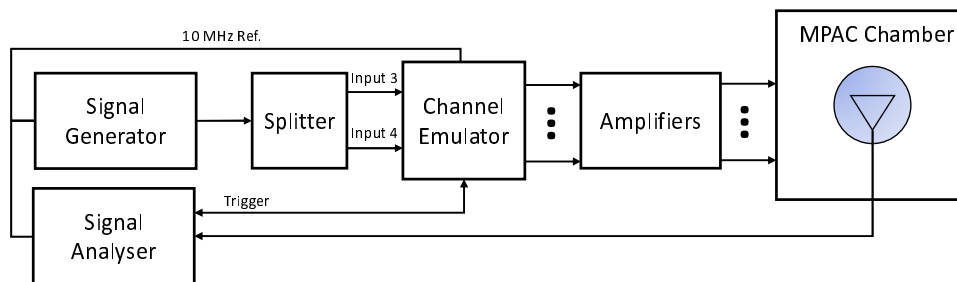 10 MHz Ref.
MPAC Chamber
Signal
Generator
Splitter
Input 3
Input 4
Channel
Emulator
Amplifiers
Trigger
Signal
Analyser